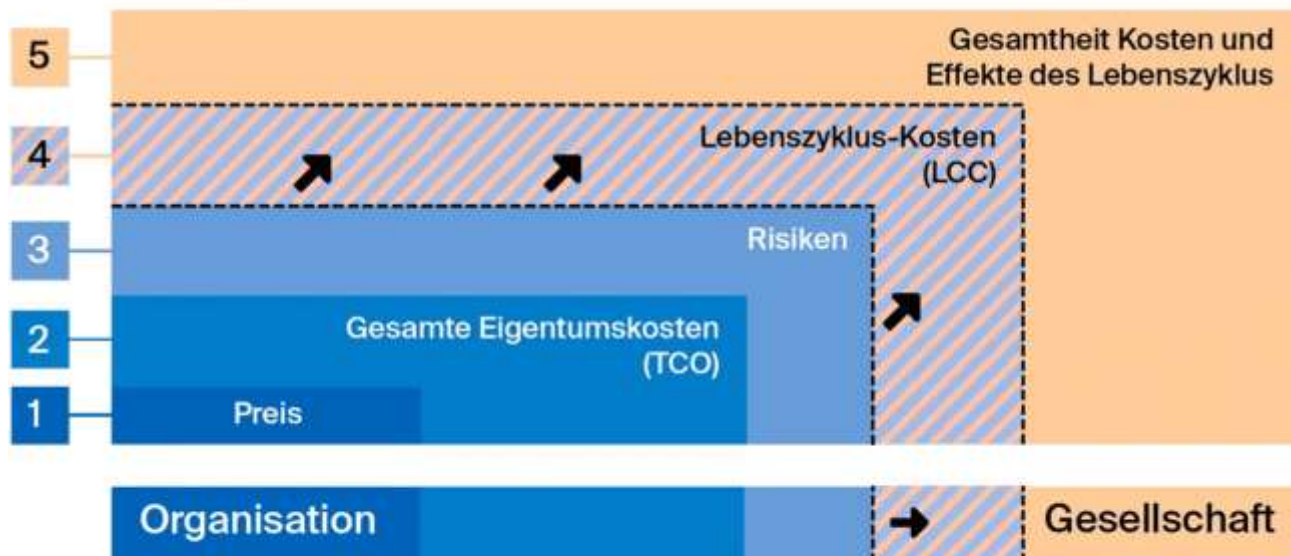 5
Gesamtheit Kosten und
Effekte des Lebenszyklus
4
Lebenszyklus-Kosten
(LCC)
3
Risiken
2
Gesamte Eigentumskosten
(TCO)
1
Preis
Organisation
Gesellschaft